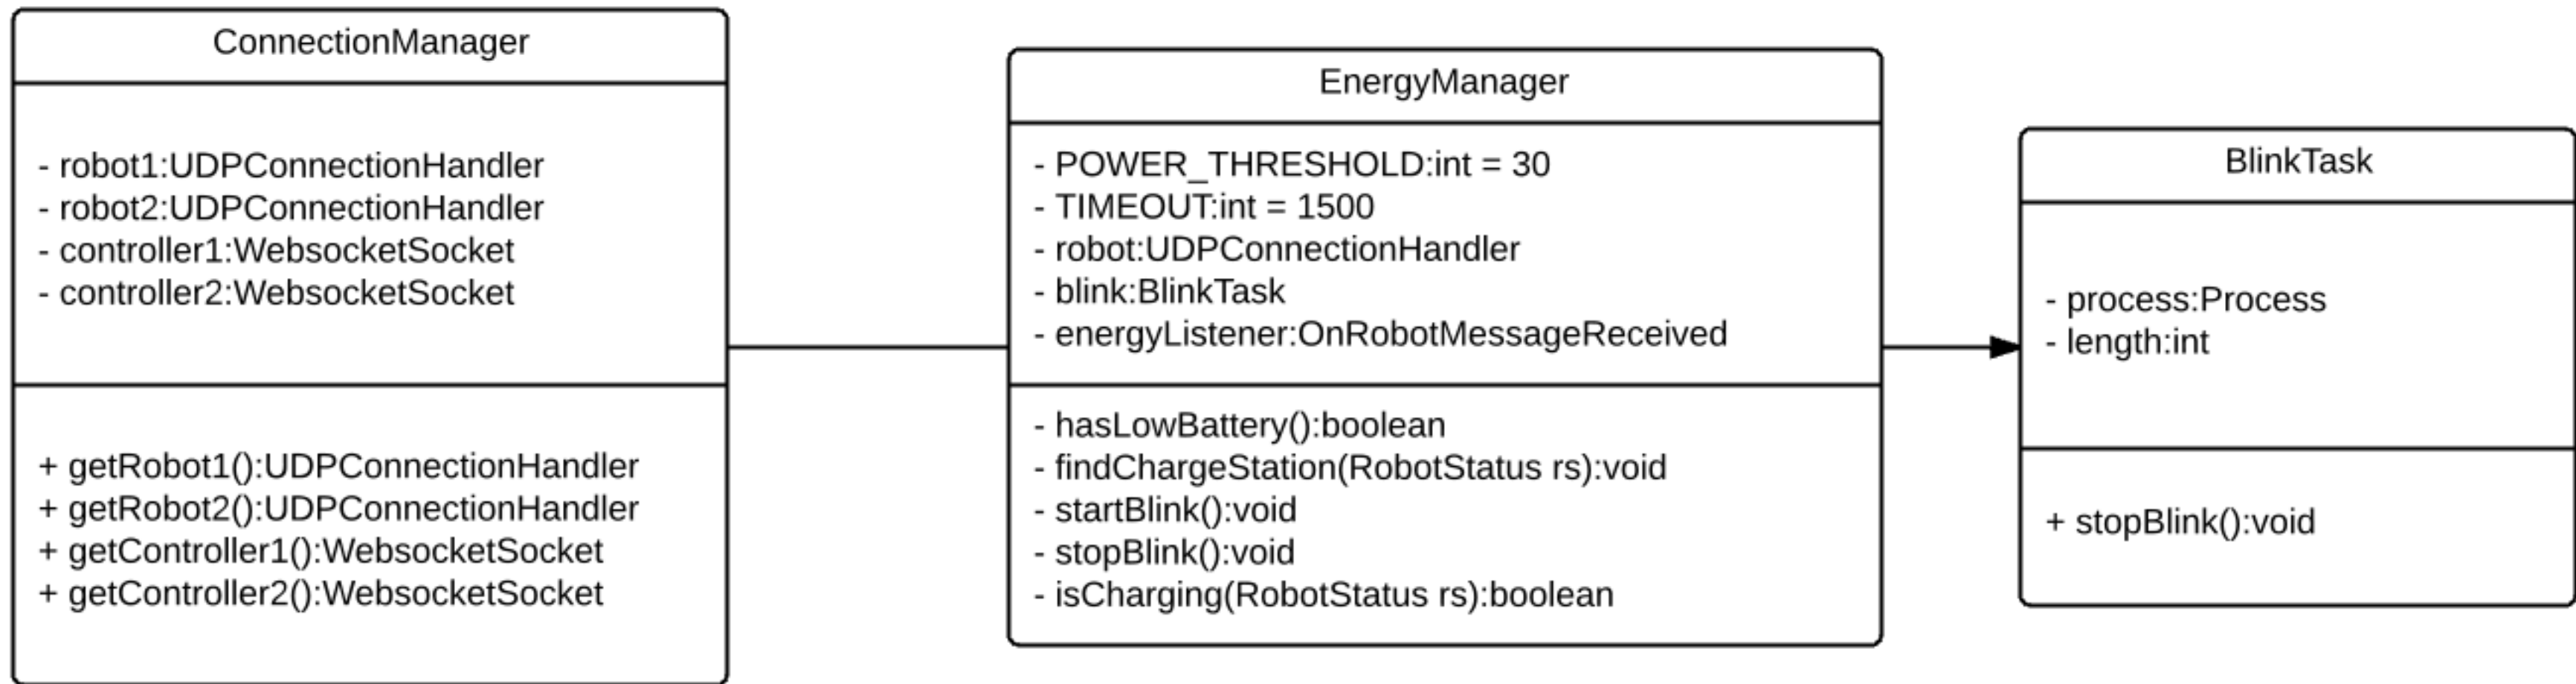 ConnectionManager
- robot1:UDPConnectionHandler
- robot2:UDPConnectionHandler
- controller1:WebsocketSocket
- controller2:WebsocketSocket
+ getRobot1():UDPConnectionHandler
+ getRobot2():UDPConnectionHandler
+ getController1():WebsocketSocket
+ getController2():WebsocketSocket
EnergyManager
- POWER_THRESHOLD:int = 30
- TIMEOUT:int = 1500
- robot:UDPConnectionHandler
- blink:BlinkTask
- energyListener:OnRobotMessageReceived
- hasLowBattery():boolean
- findChargeStation(RobotStatus rs):void
- startBlink():void
- stopBlink():void
- isCharging(RobotStatus rs):boolean
BlinkTask
- process:Process
- length:int
+ stopBlink():void